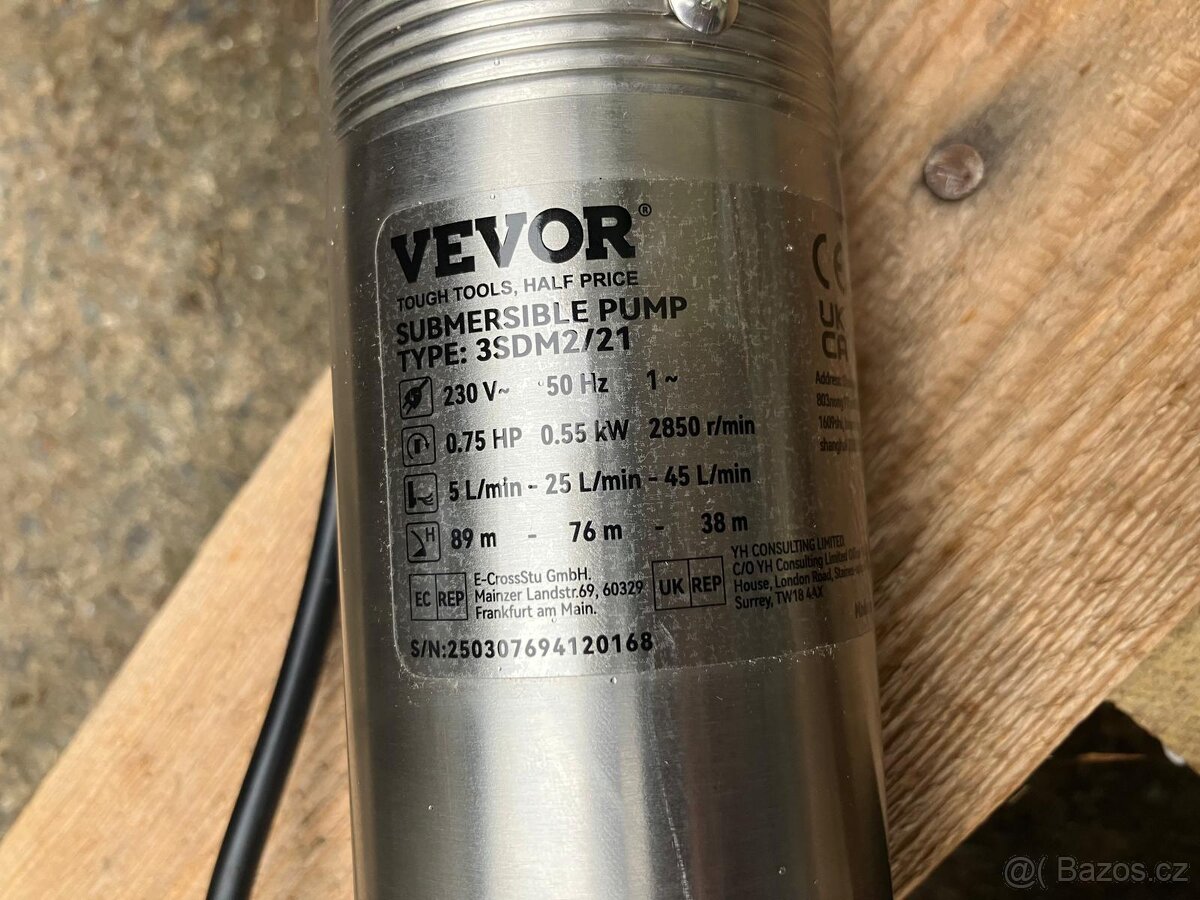 VEVOR®
TOUGH TOOLS, HALF PRICE
SUBMERSIBLE PUMP
TYPE: 3SDM2/21
230 V~ 50 Hz 1~
0.75 HP 0.55 kW 2850 r/min
5 L/min - 25 L/min - 45 L/min
H 89 m - 76 m - 38 m
EC REP
E-CrossStu GmbH.
Mainzer Landstr.69, 60329
Frankfurt am Main.
UK REP
YH CONSULTING LIMITED.
C/O YH Consulting Limited
House, London Road,
Surrey, TW18 4AX
S/N:250307694120168
CE
UK
CA
Address:
@( Bazos.cz